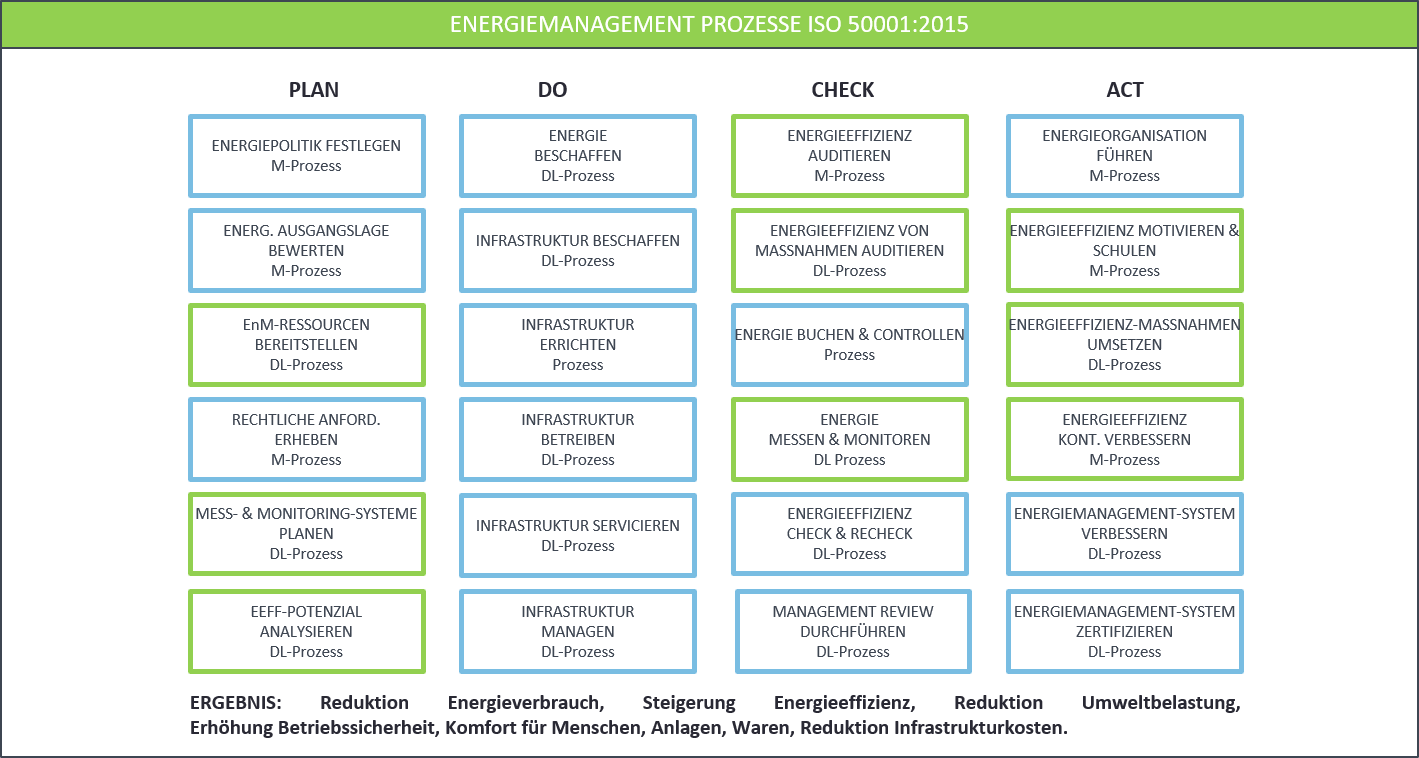 ENERGIEMANAGEMENT PROZESSE ISO 50001:2015
PLAN
ENERGIEPOLITIK FESTLEGEN
M-Prozess
ENERG. AUSGANGSLAGE
BEWERTEN
M-Prozess
EnM-RESSOURCEN
BEREITSTELLEN
DL-Prozess
RECHTLICHE ANFORD.
ERHEBEN
M-Prozess
MESS- & MONITORING-SYSTEME
PLANEN
DL-Prozess
EEFF-POTENZIAL
ANALYSIEREN
DL-Prozess
DO
ENERGIE
BESCHAFFEN
DL-Prozess
INFRASTRUKTUR BESCHAFFEN
DL-Prozess
INFRASTRUKTUR
ERRICHTEN
Prozess
INFRASTRUKTUR
BETREIBEN
DL-Prozess
INFRASTRUKTUR SERVICIEREN
DL-Prozess
INFRASTRUKTUR
MANAGEN
DL-Prozess
CHECK
ENERGIEEFFIZIENZ
AUDITIEREN
M-Prozess
ENERGIEEFFIZIENZ VON
MASSNAHMEN AUDITIEREN
DL-Prozess
ENERGIE BUCHEN & CONTROLLEN
Prozess
ENERGIE
MESSEN & MONITOREN
DL Prozess
ENERGIEEFFIZIENZ
CHECK & RECHECK
DL-Prozess
MANAGEMENT REVIEW
DURCHFÜHREN
DL-Prozess
ACT
ENERGIEORGANISATION
FÜHREN
M-Prozess
ENERGIEEFFIZIENZ MOTIVIEREN &
SCHULEN
M-Prozess
ENERGIEEFFIZIENZ-MASSNAHMEN
UMSETZEN
DL-Prozess
ENERGIEEFFIZIENZ
KONT. VERBESSERN
M-Prozess
ENERGIEMANAGEMENT-SYSTEM
VERBESSERN
DL-Prozess
ENERGIEMANAGEMENT-SYSTEM
ZERTIFIZIEREN
DL-Prozess
ERGEBNIS: Reduktion Energieverbrauch, Steigerung Energieeffizienz, Reduktion Umweltbelastung,
Erhöhung Betriebssicherheit, Komfort für Menschen, Anlagen, Waren, Reduktion Infrastrukturkosten.